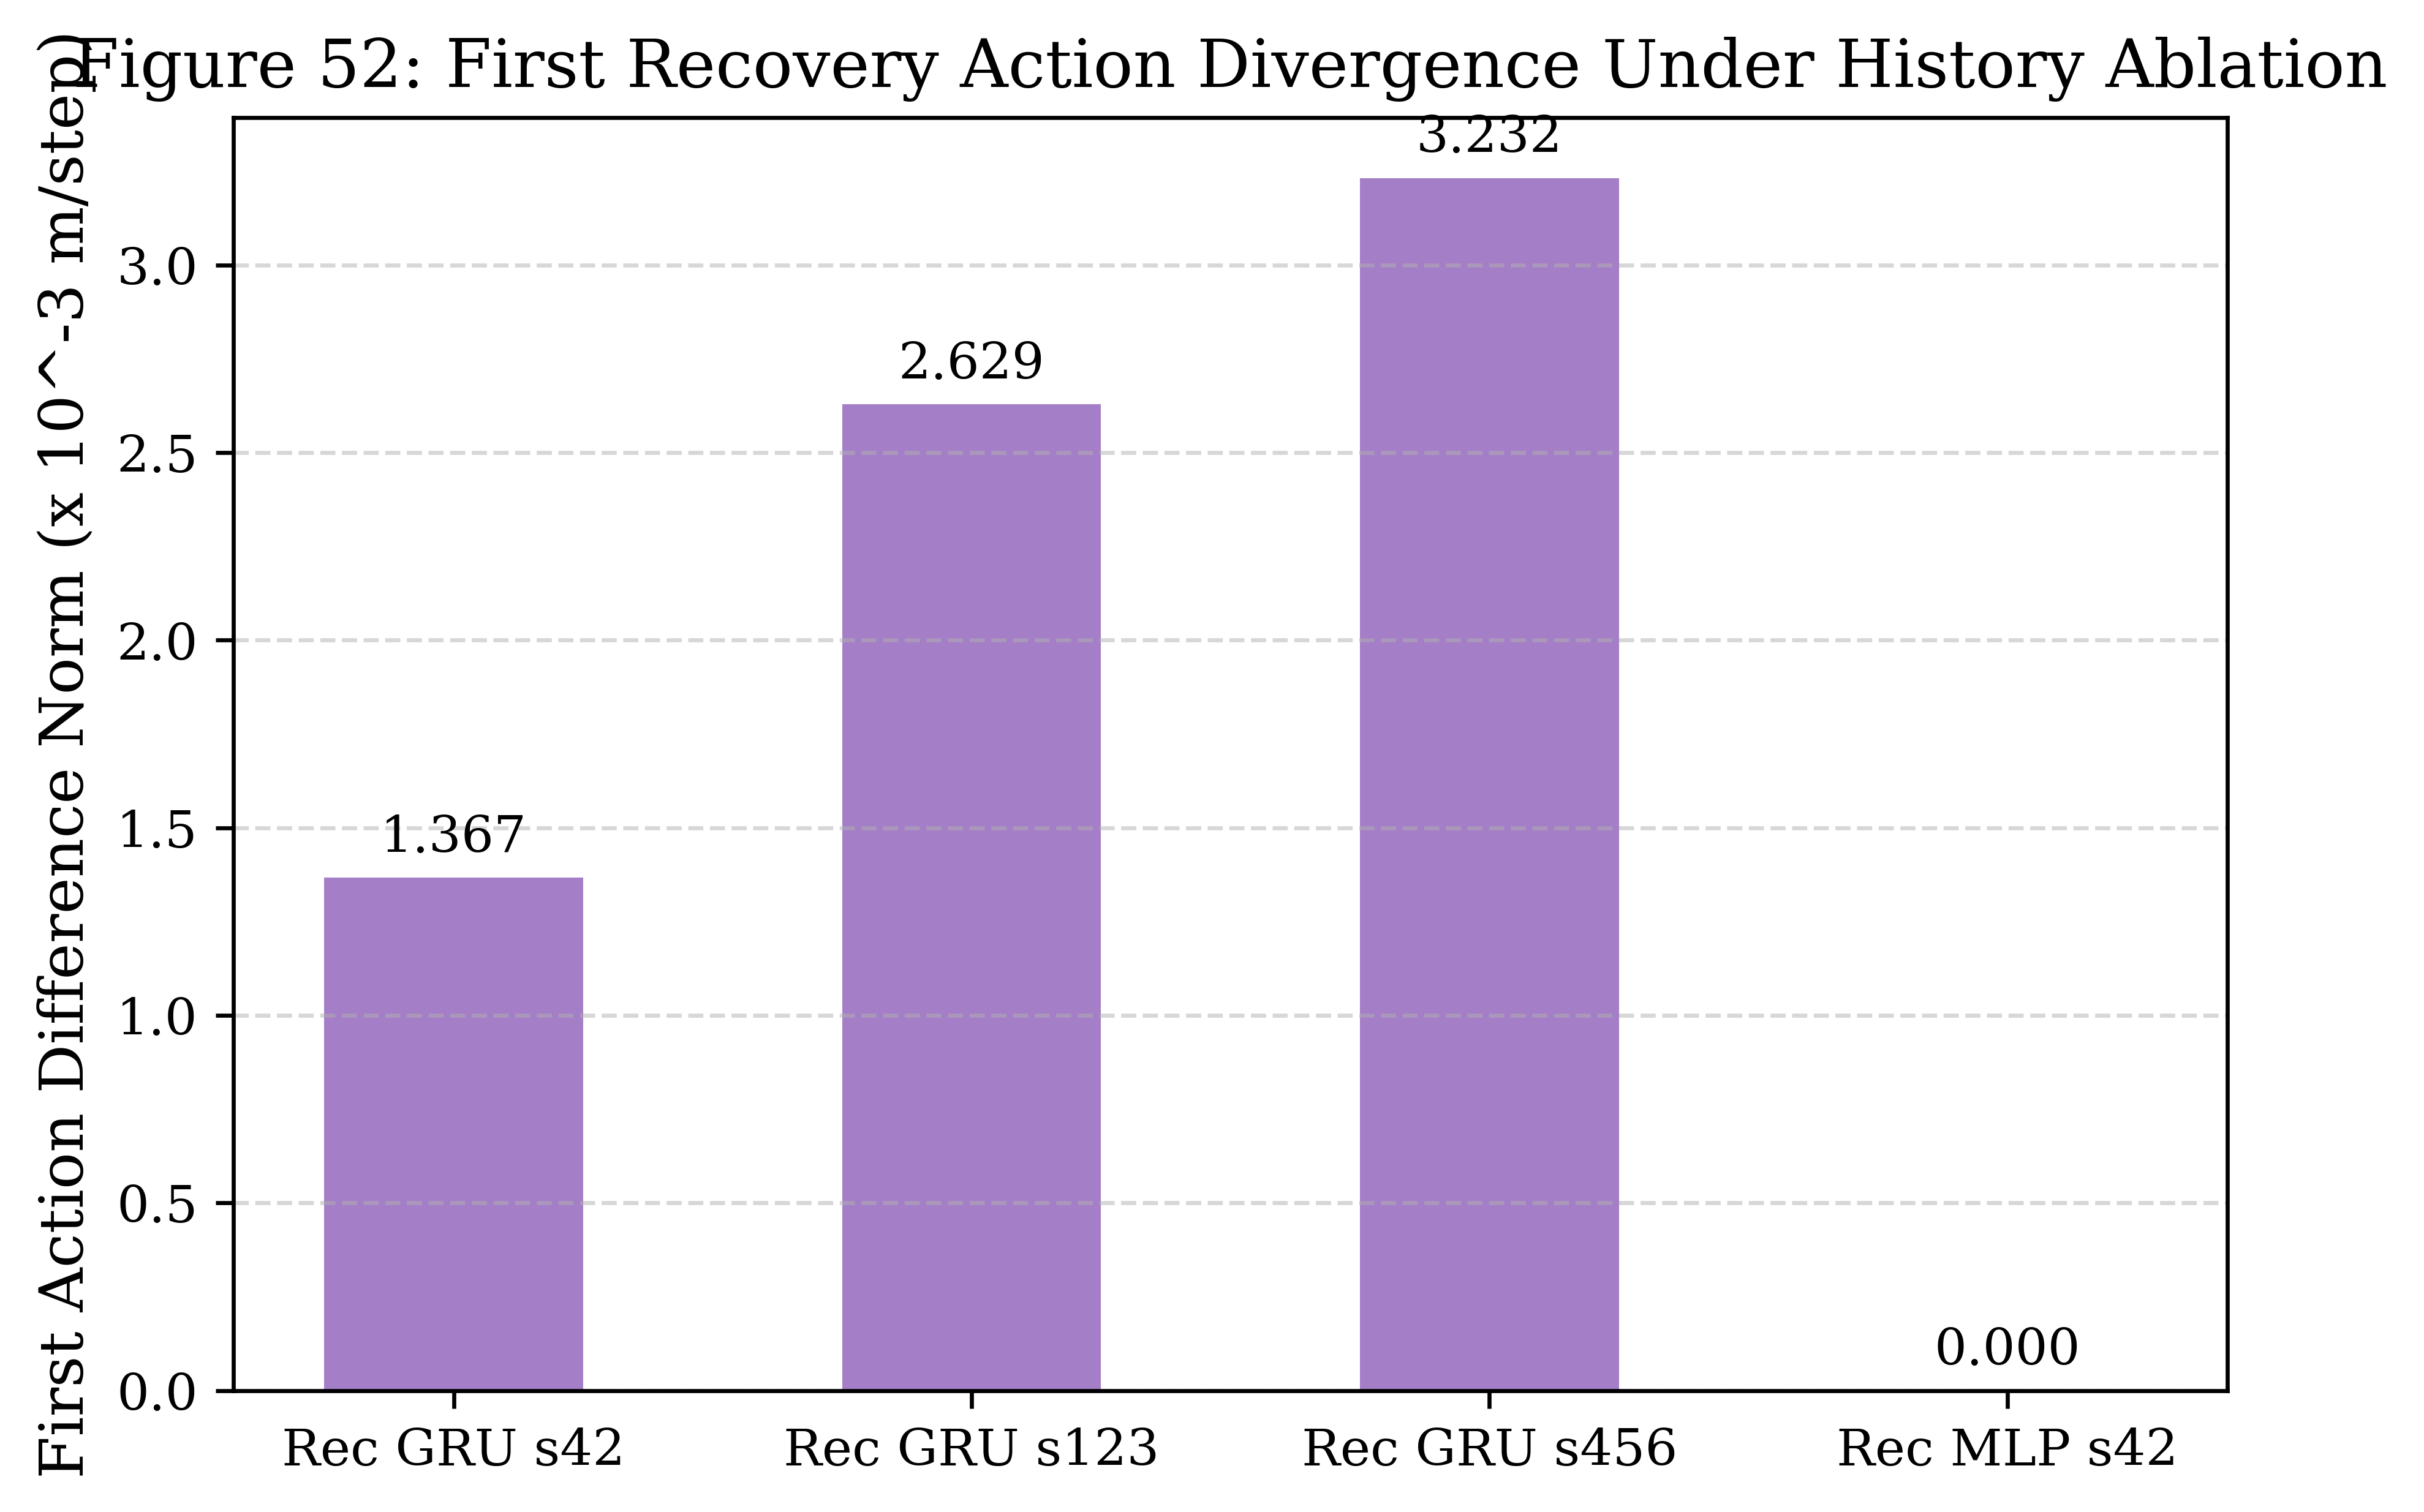 Figure 52: First Recovery Action Divergence Under History Ablation
First Action Difference Norm (x 10^-3 m/step)
3.0
2.5
2.0
1.5
1.0
0.5
0.0
1.367
2.629
3.232
0.000
Rec GRU s42
Rec GRU s123
Rec GRU s456
Rec MLP s42